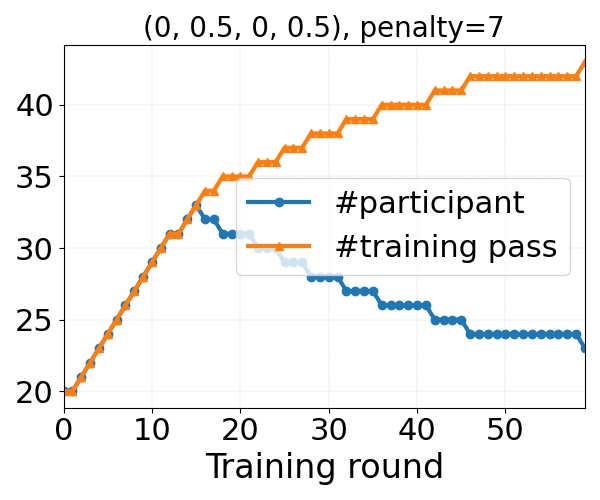 (0, 0.5, 0, 0.5), penalty=7
40
35
30
25
20
#participant
#training pass
0 10 20 30 40 50
Training round